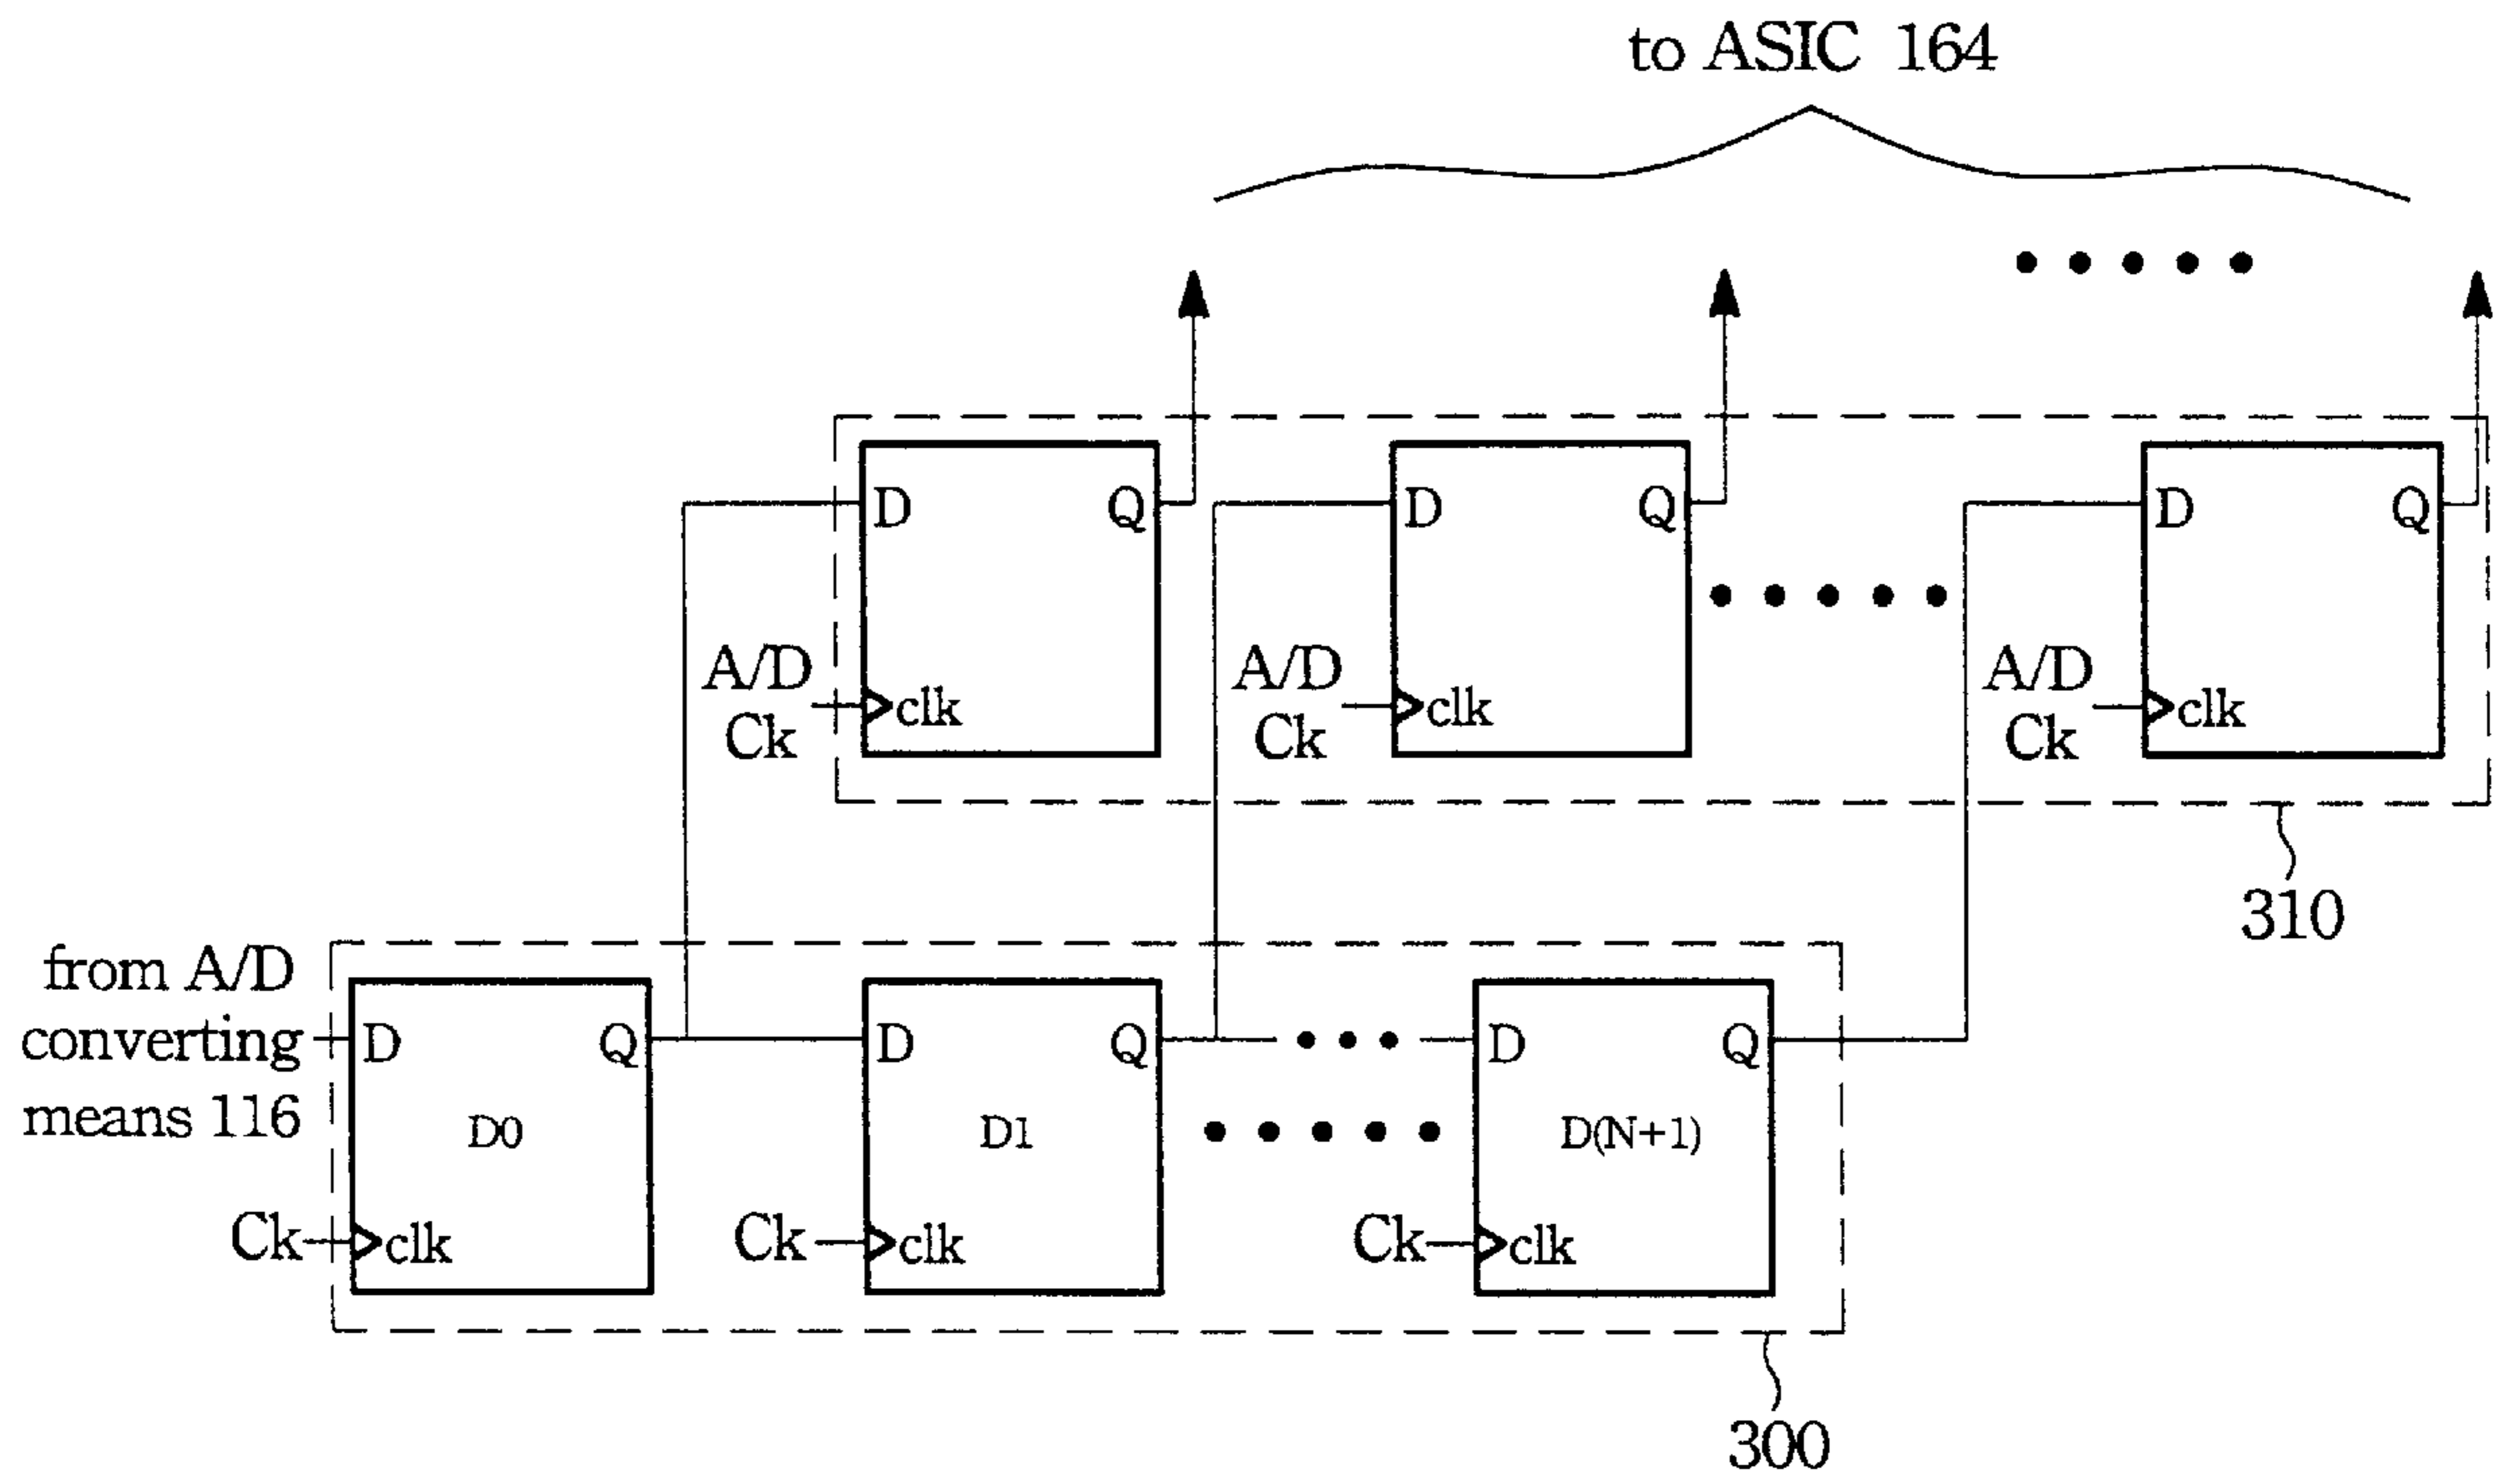 to ASIC 164
D Q D Q D Q
A/D A/D A/D
clk clk clk
Ck Ck Ck
310
from A/D
converting D Q D Q D Q
means 116 D0 D1 D(N+1)
Ck clk Ck clk Ck clk
300